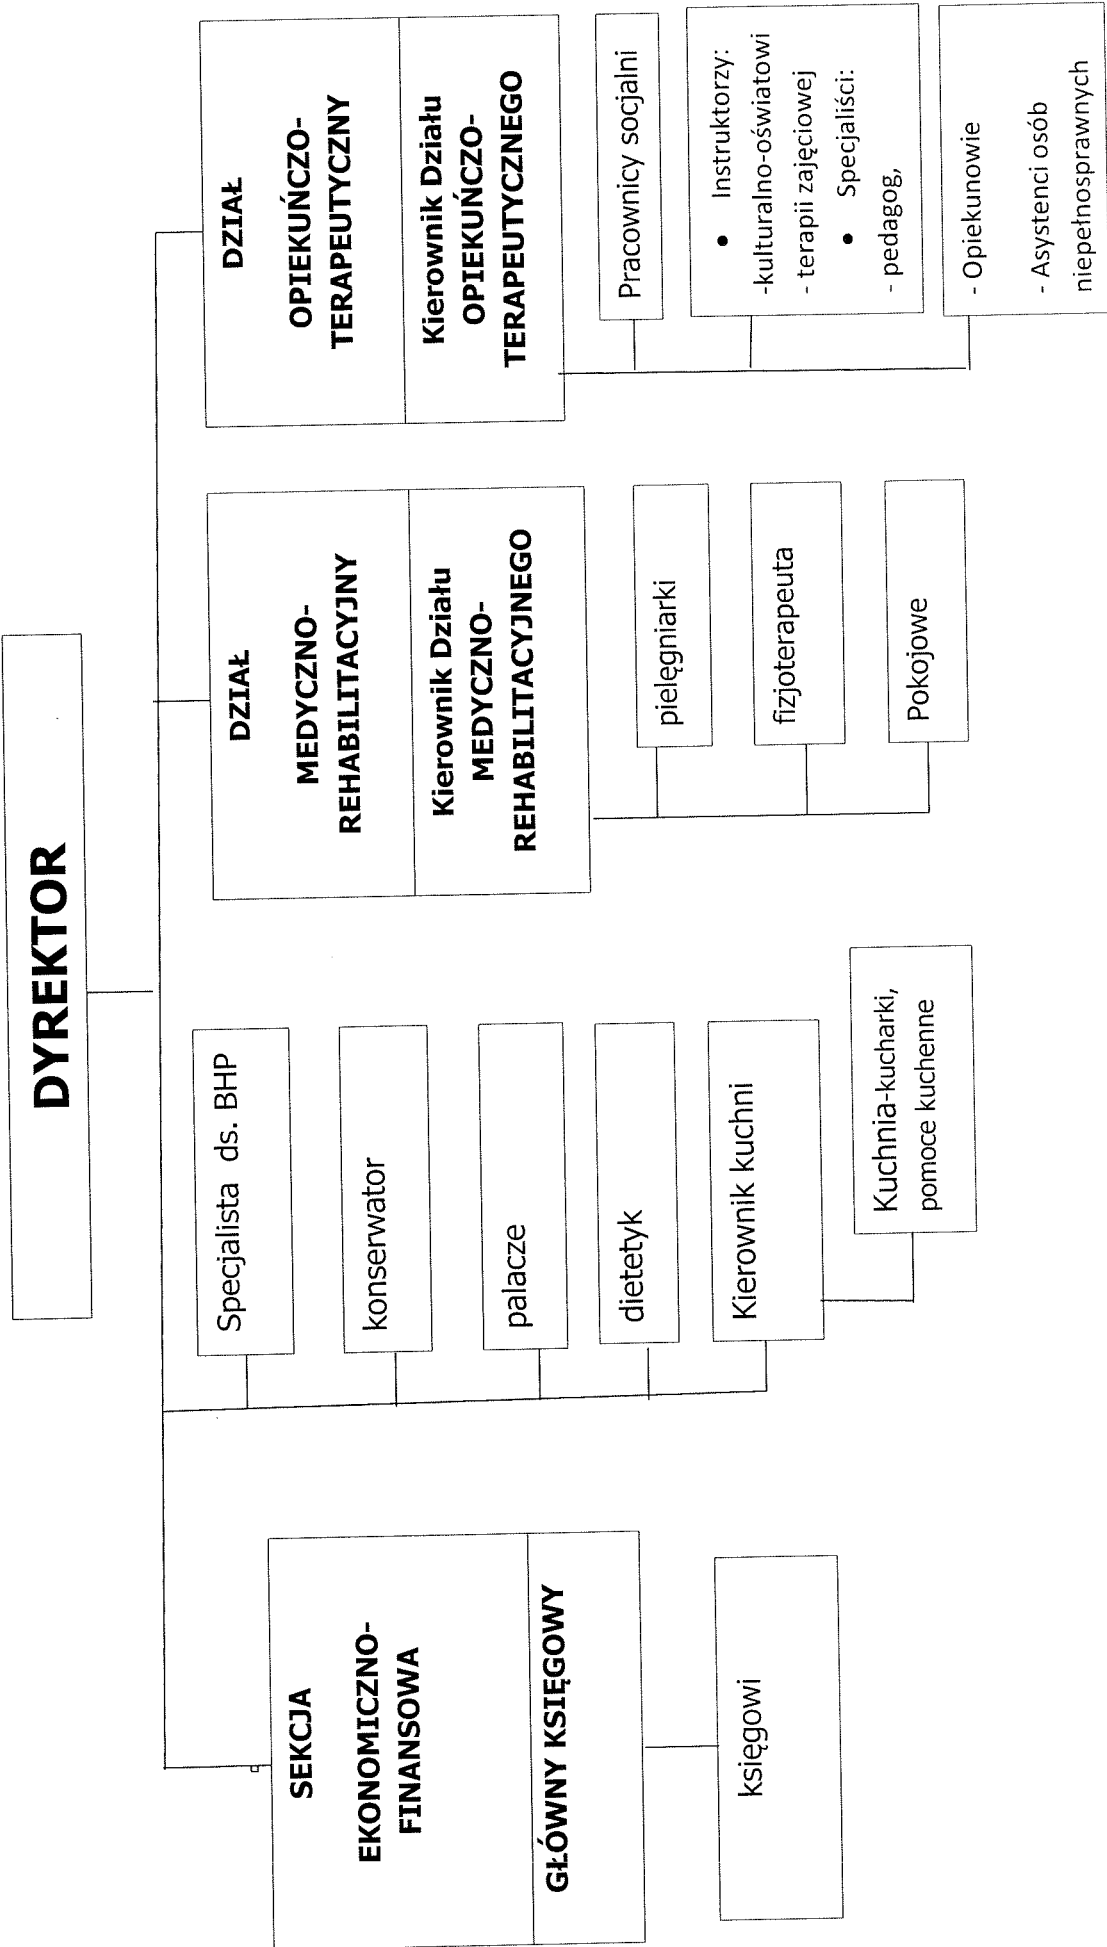 DYREKTOR
SEKCJA
EKONOMICZNO-
FINANSOWA
GŁÓWNY KSIĘGOWY
księgowi
Specjalista ds. BHP
konserwator
palacze
dietetyk
Kierownik kuchni
Kuchnia-kucharki,
pomoce kuchenne
DZIAŁ
MEDYCZNO-
REHABILITACYJNY
Kierownik Działu
MEDYCZNO-
REHABILITACYJNEGO
pielęgniarki
fizjoterapeuta
Pokojowe
DZIAŁ
OPIEKUŃCZO-
TERAPEUTYCZNY
Kierownik Działu
OPIEKUŃCZO-
TERAPEUTYCZNEGO
Pracownicy socjalni
• Instruktorzy:
-kulturalno-oświatowi
- terapii zajęciowej
• Specjaliści:
- pedagog,
- Opiekunowie
- Asystenci osób
niepełnosprawnych